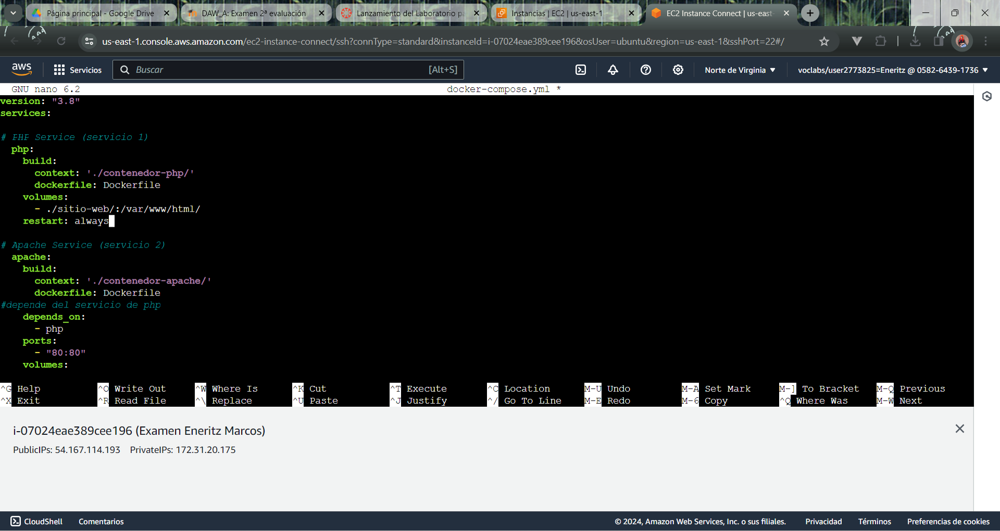 Página principal - Google Drive
DAW_A: Examen 2ª evaluación
Lanzamiento del Laboratorio pa
Instancias | EC2 | us-east-1
EC2 Instance Connect | us-east-
us-east-1.console.aws.amazon.com/ec2-instance-connect/ssh?connType=standard&instanceId=i-07024eae389cee196&osUser=ubuntu&region=us-east-1&sshPort=22#/
aws
Servicios
Buscar
[Alt+S]
Norte de Virginia
voclabs/user2773825=Eneritz @ 0582-6439-1736
GNU nano 6.2
docker-compose.yml *
version: "3.8"
services:
# PHP Service (servicio 1)
php:
build:
context: './contenedor-php/'
dockerfile: Dockerfile
volumes:
- ./sitio-web/:/var/www/html/
restart: always
# Apache Service (servicio 2)
apache:
build:
context: './contenedor-apache/'
dockerfile: Dockerfile
#depende del servicio de php
depends_on:
- php
ports:
- "80:80"
volumes:
^G Help ^O Write Out ^W Where Is ^K Cut ^T Execute ^C Location M-U Undo M-A Set Mark M-] To Bracket M-Q Previous
^X Exit ^R Read File ^\ Replace ^U Paste ^J Justify ^/ Go To Line M-E Redo M-6 Copy ^Q Where Was M-W Next
i-07024eae389cee196 (Examen Eneritz Marcos)
PublicIPs: 54.167.114.193 PrivateIPs: 172.31.20.175
CloudShell
Comentarios
© 2024, Amazon Web Services, Inc. o sus filiales.
Privacidad
Términos
Preferencias de cookies